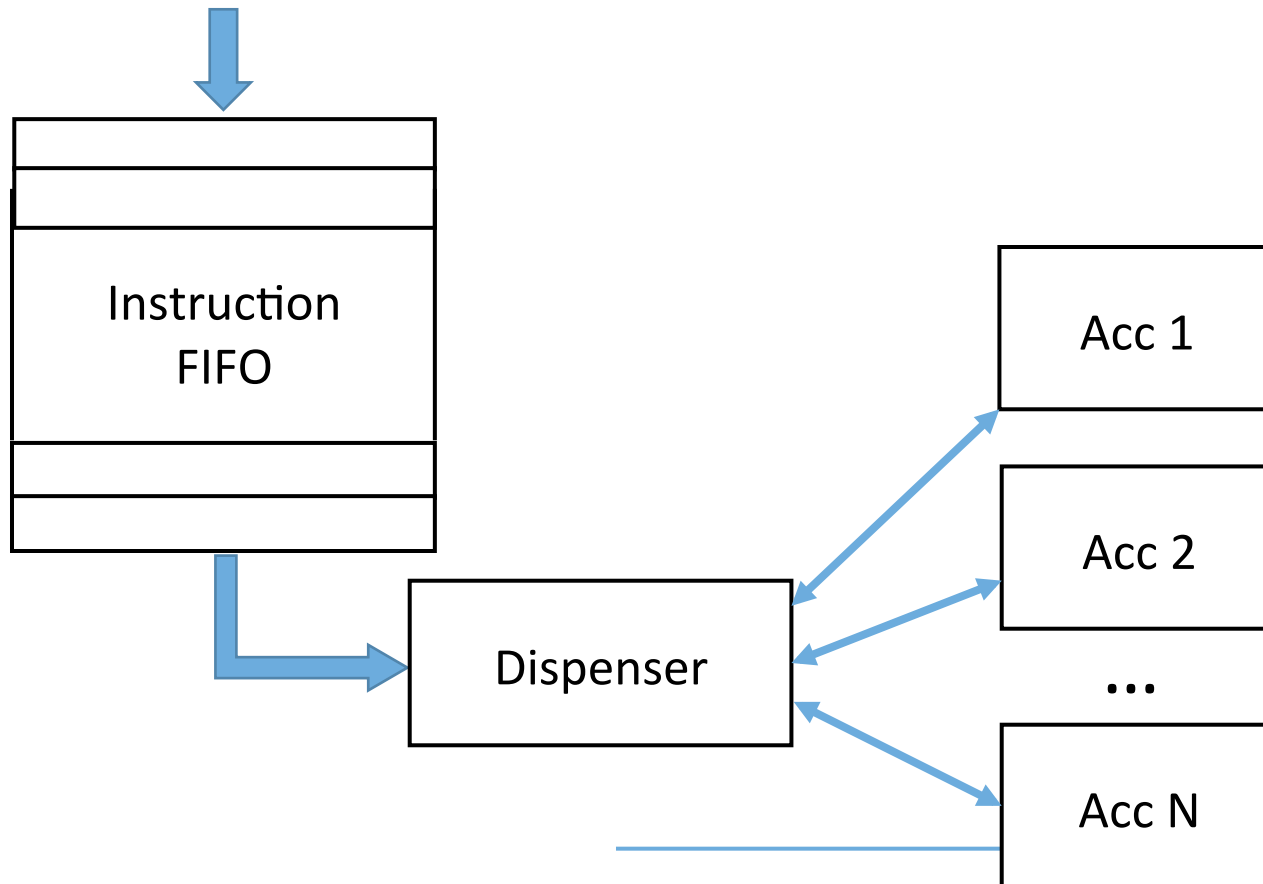 Instruction
FIFO
Acc 1
Acc 2
Dispenser
...
Acc N